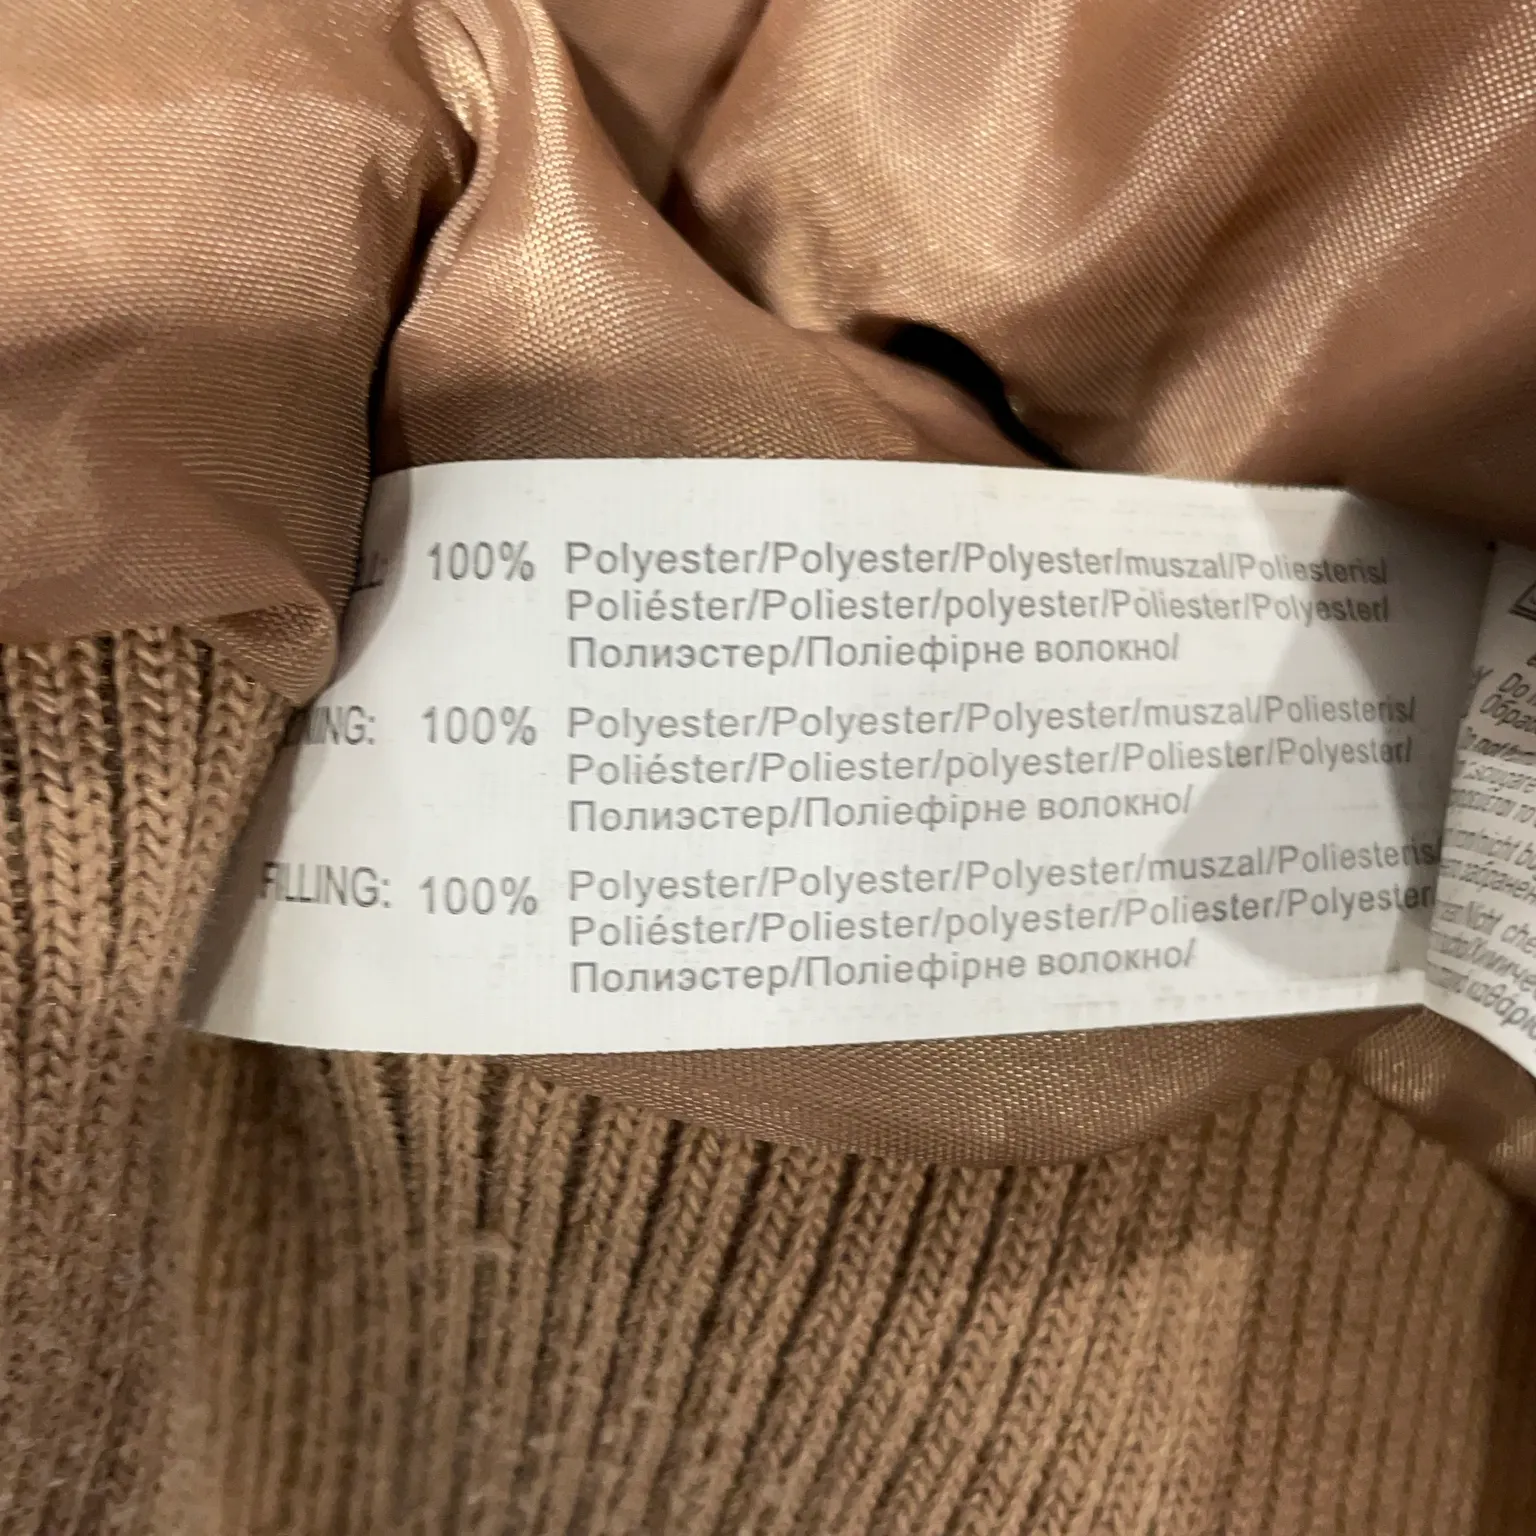 100% Polyester/Polyester/Polyester/muszal/Poliesteris/
Poliéster/Poliester/polyester/Poliester/Polyester/
Полиэстер/Поліефірне волокно/
100% Polyester/Polyester/Polyester/muszal/Poliesteris/
Poliéster/Poliester/polyester/Poliester/Polyester/
Полиэстер/Поліефірне волокно/
FILLING: 100% Polyester/Polyester/Polyester/muszal/Poliesteris/
Poliéster/Poliester/polyester/Poliester/Polyester/
Полиэстер/Поліефірне волокно/
Do